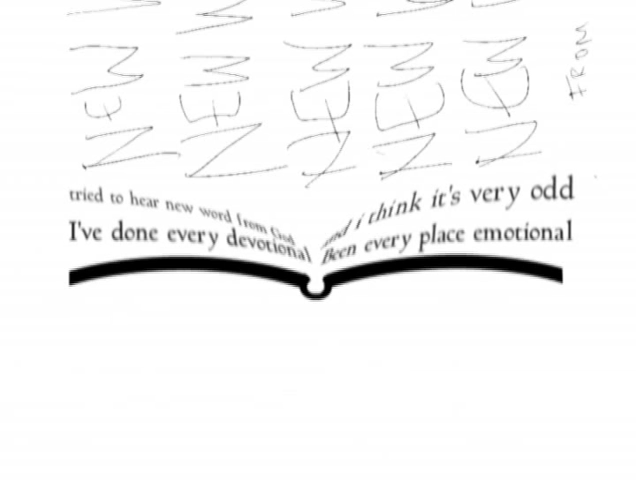 NEW
NEW
NEW
NEW
NEW
FROM
tried to hear new word from God
I've done every devotional
and i think it's very odd
Been every place emotional